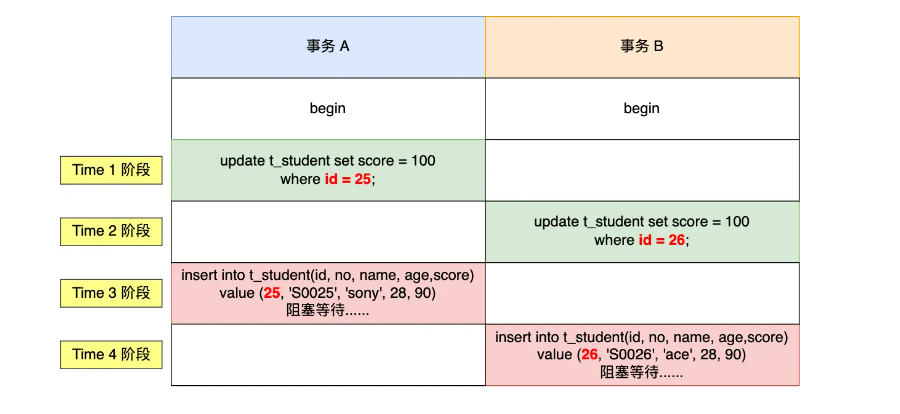 事务 A
事务 B
begin
begin
Time 1 阶段
update t_student set score = 100
where id = 25;
Time 2 阶段
update t_student set score = 100
where id = 26;
Time 3 阶段
insert into t_student(id, no, name, age,score)
value (25, 'S0025', 'sony', 28, 90)
阻塞等待......
Time 4 阶段
insert into t_student(id, no, name, age,score)
value (26, 'S0026', 'ace', 28, 90)
阻塞等待......